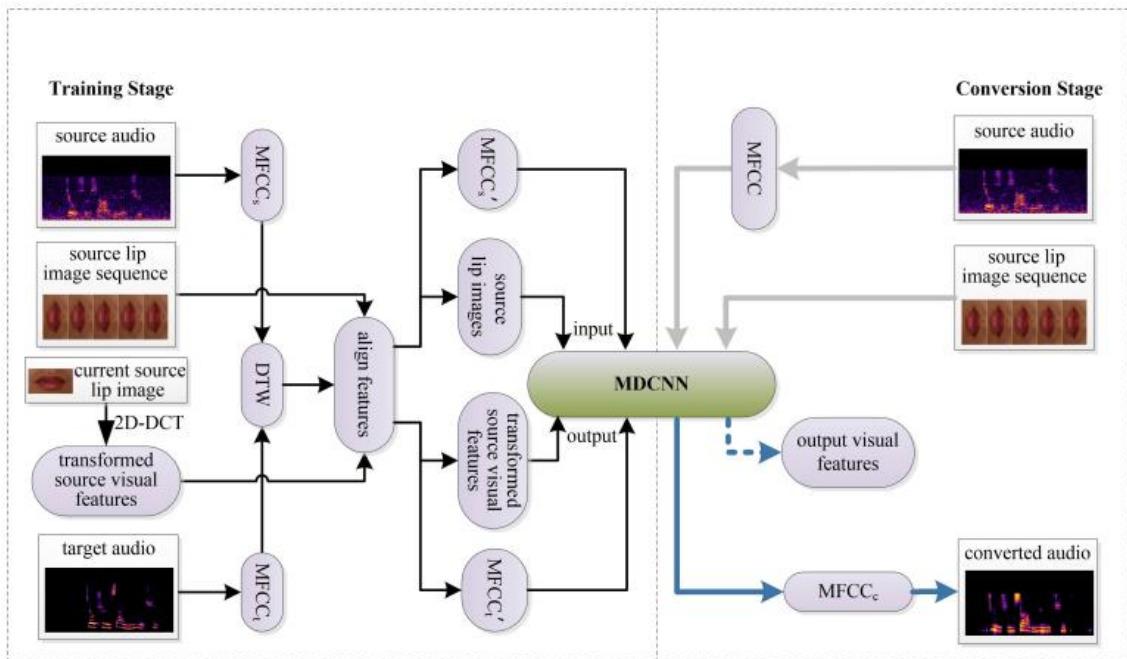 Training Stage
source audio
MFCCs
source lip
image sequence
current source
lip image
2D-DCT
transformed
source visual
features
target audio
MFCCt
DTW
align features
MFCCs′
source
lip images
transformed
source visual
features
MFCCt′
input
MDCNN
output
Conversion Stage
source audio
MFCC
source lip
image sequence
output visual
features
MFCCc
converted audio